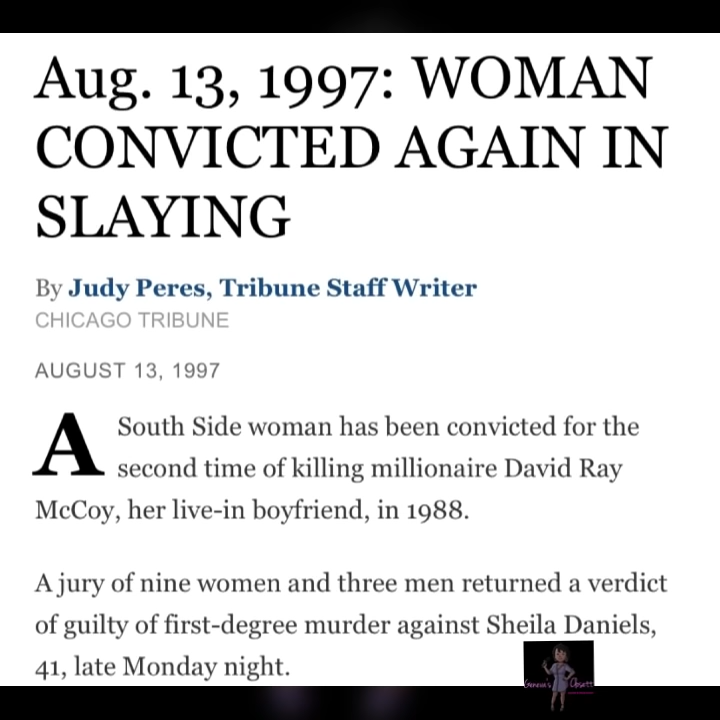 Aug. 13, 1997: WOMAN
CONVICTED AGAIN IN
SLAYING
By Judy Peres, Tribune Staff Writer
CHICAGO TRIBUNE
AUGUST 13, 1997
A South Side woman has been convicted for the
second time of killing millionaire David Ray
McCoy, her live-in boyfriend, in 1988.
A jury of nine women and three men returned a verdict
of guilty of first-degree murder against Sheila Daniels,
41, late Monday night.